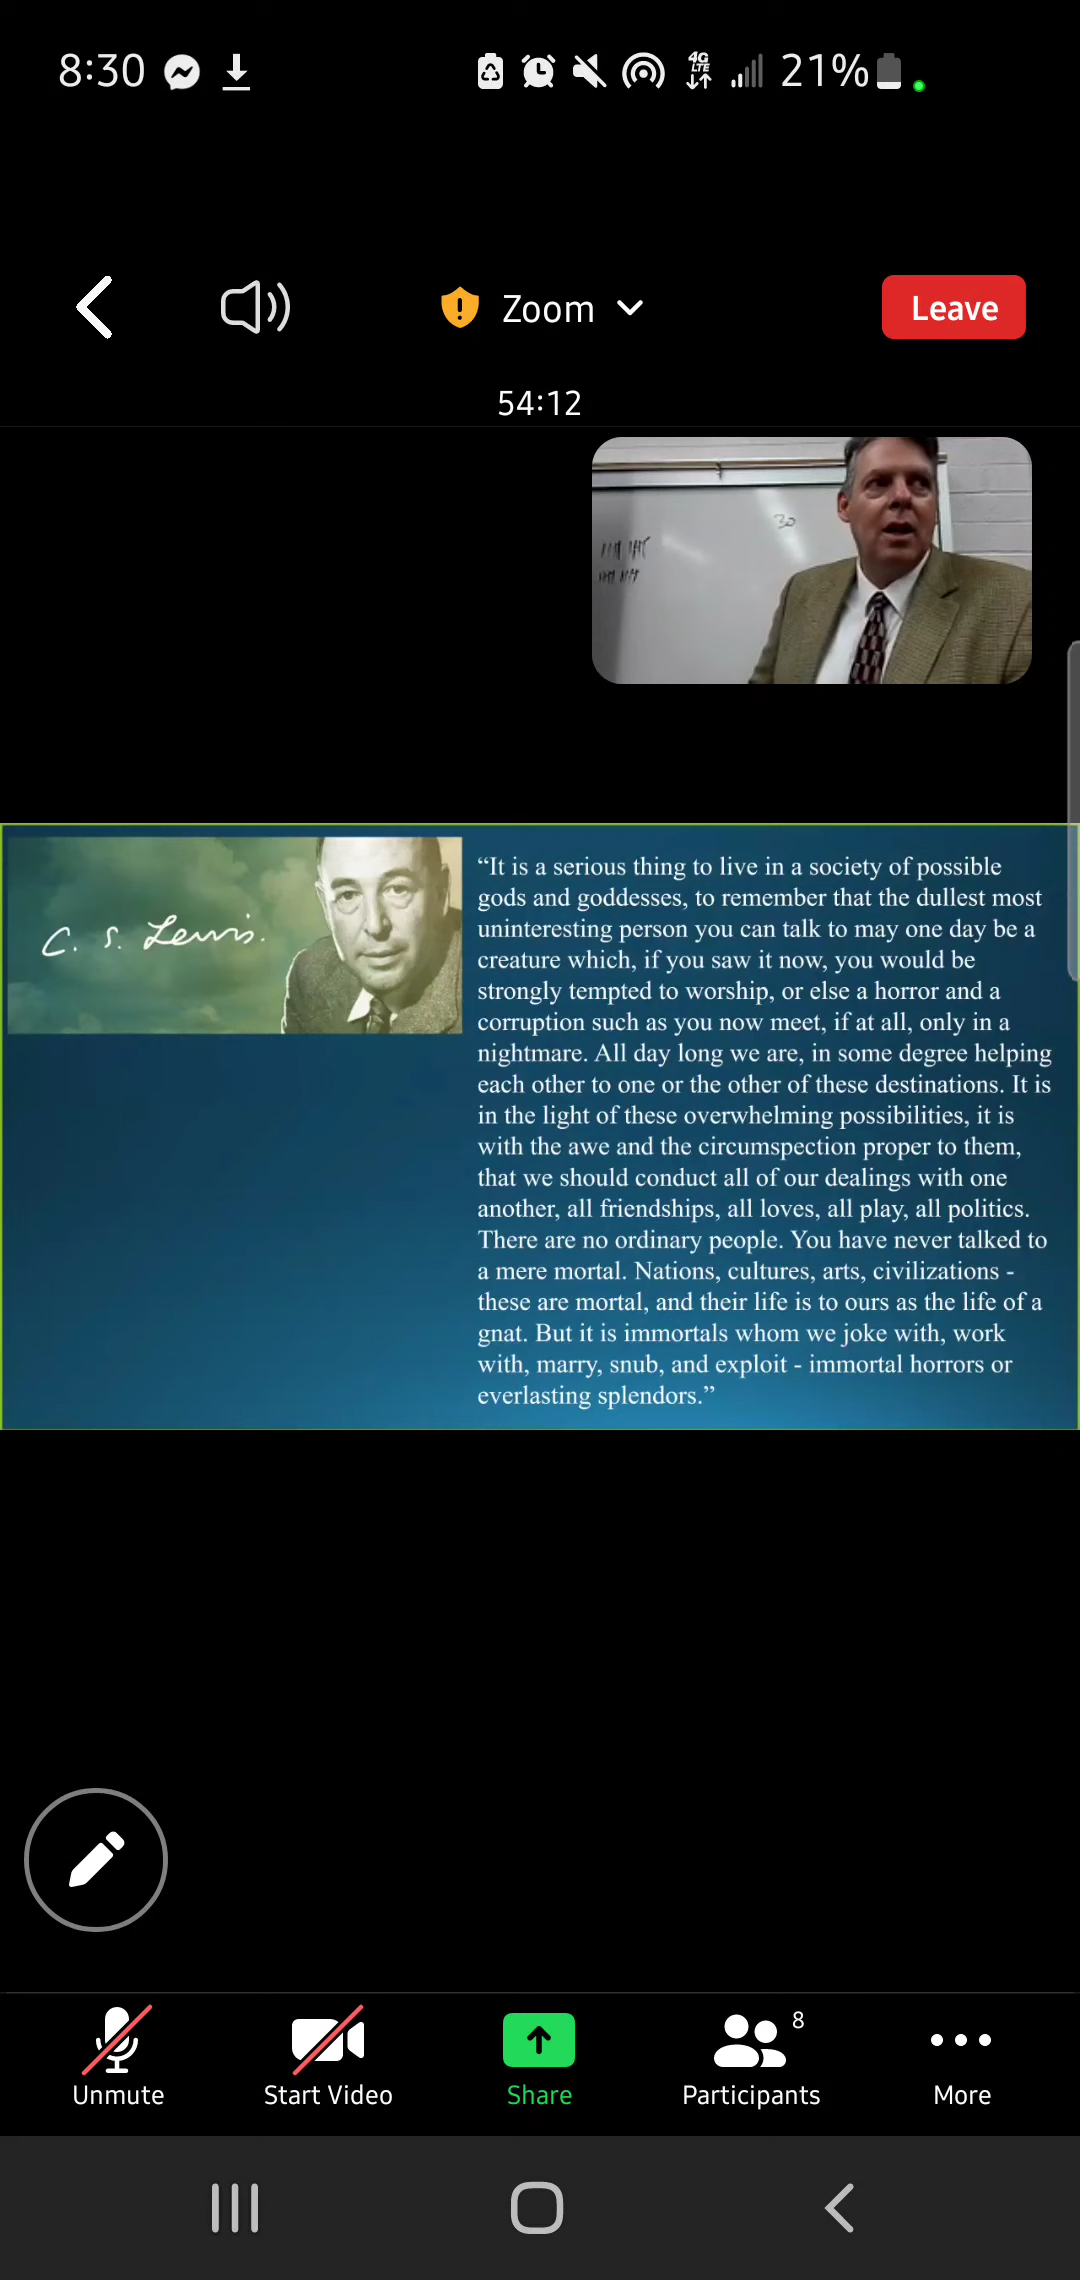 8:30
4G
LTE
21%
Zoom
Leave
54:12
30
C. S. Lewis.
“It is a serious thing to live in a society of possible
gods and goddesses, to remember that the dullest most
uninteresting person you can talk to may one day be a
creature which, if you saw it now, you would be
strongly tempted to worship, or else a horror and a
corruption such as you now meet, if at all, only in a
nightmare. All day long we are, in some degree helping
each other to one or the other of these destinations. It is
in the light of these overwhelming possibilities, it is
with the awe and the circumspection proper to them,
that we should conduct all of our dealings with one
another, all friendships, all loves, all play, all politics.
There are no ordinary people. You have never talked to
a mere mortal. Nations, cultures, arts, civilizations -
these are mortal, and their life is to ours as the life of a
gnat. But it is immortals whom we joke with, work
with, marry, snub, and exploit - immortal horrors or
everlasting splendors.”
8
Unmute
Start Video
Share
Participants
More